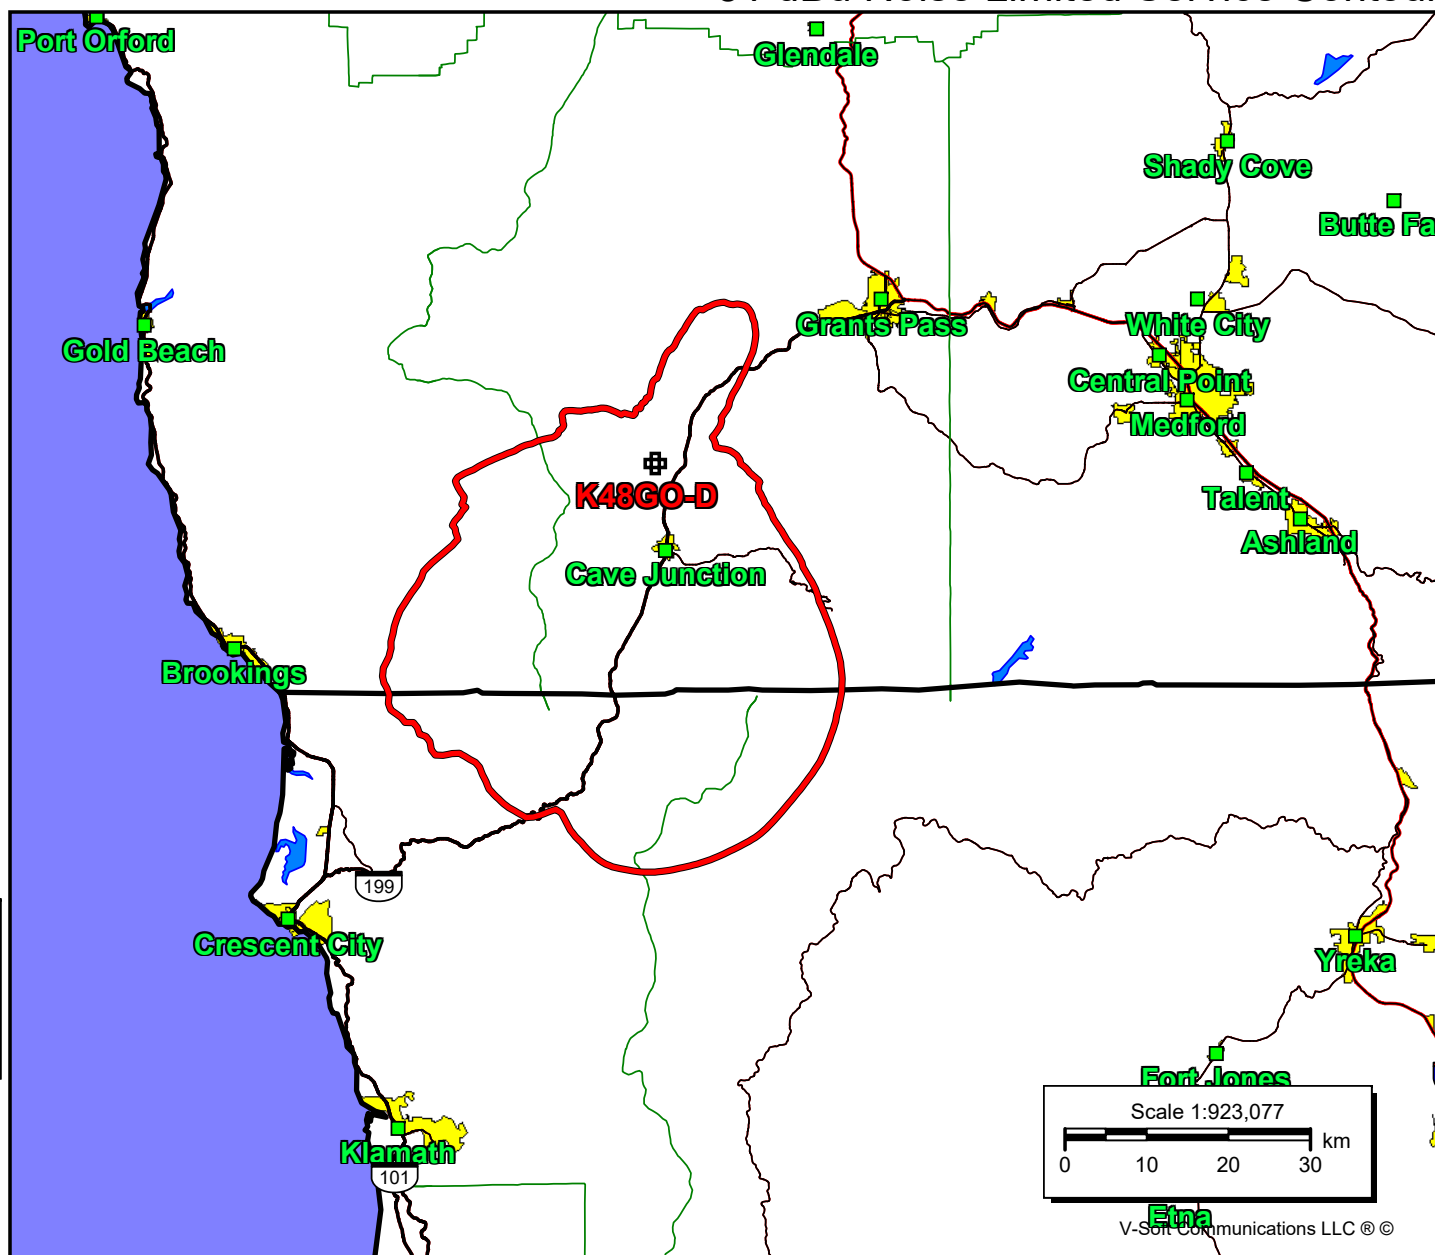 Port Orford
Glendale
Shady Cove
Butte Fa
Gold Beach
Grants Pass
White City
Central Point
Medford
K48GO-D
Talent
Ashland
Cave Junction
Brookings
199
Crescent City
Yreka
Fort Jones
Scale 1:923,077
km
0 10 20 30
Klamath
101
Etna
V-Soft Communications LLC ® ©